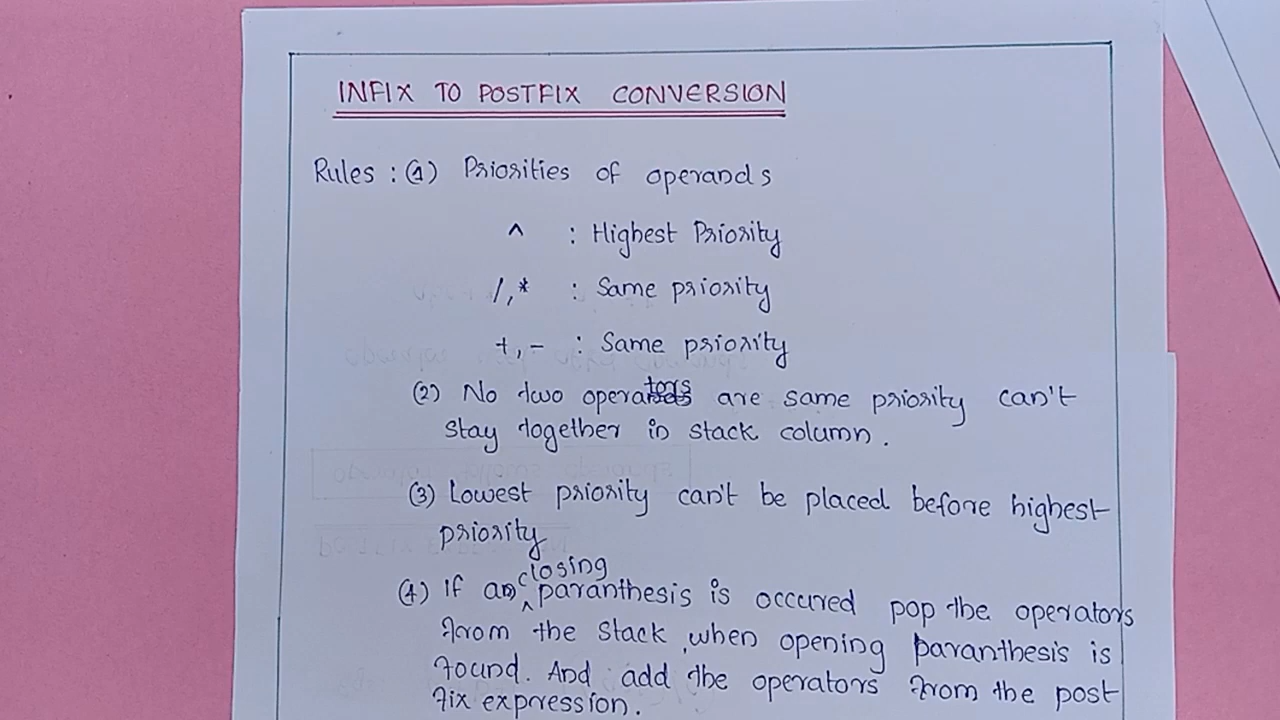 INFIX TO POSTFIX CONVERSION
Rules : (1) Priorities of operands
^ : Highest Priority
/,* : Same priority
+,- : Same priority
(2) No two operators are same priority can't
stay together in stack column.
(3) Lowest priority can't be placed before highest
priority
(4) If an closing paranthesis is occured pop the operators
from the stack, when opening paranthesis is
found. And add the operators from the post
fix expression.